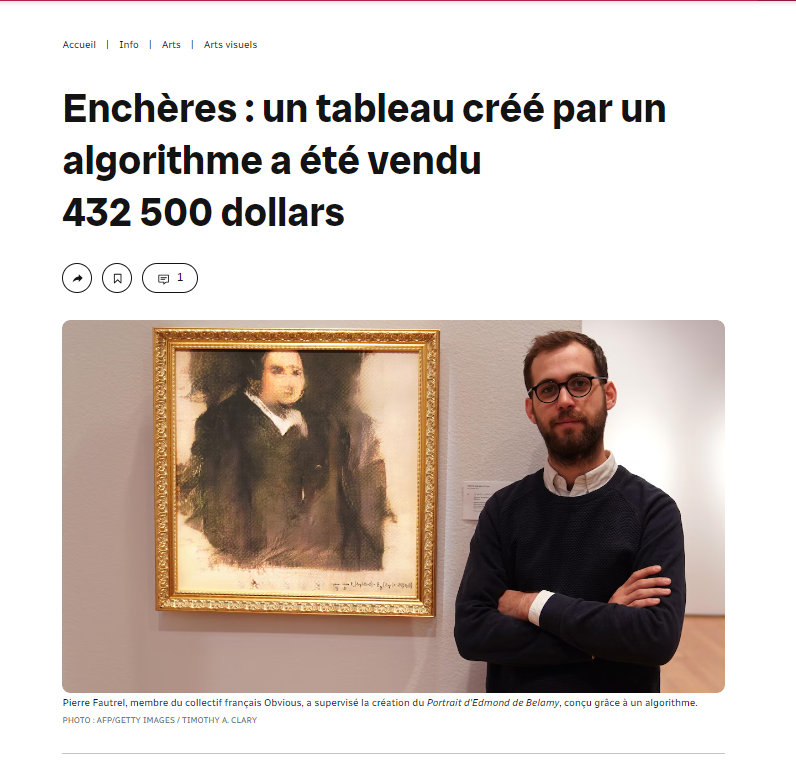 Accueil | Info | Arts | Arts visuels
Enchères : un tableau créé par un
algorithme a été vendu
432 500 dollars
1
Pierre Fautrel, membre du collectif français Obvious, a supervisé la création du Portrait d'Edmond de Belamy, conçu grâce à un algorithme.
PHOTO : AFP/GETTY IMAGES / TIMOTHY A. CLARY